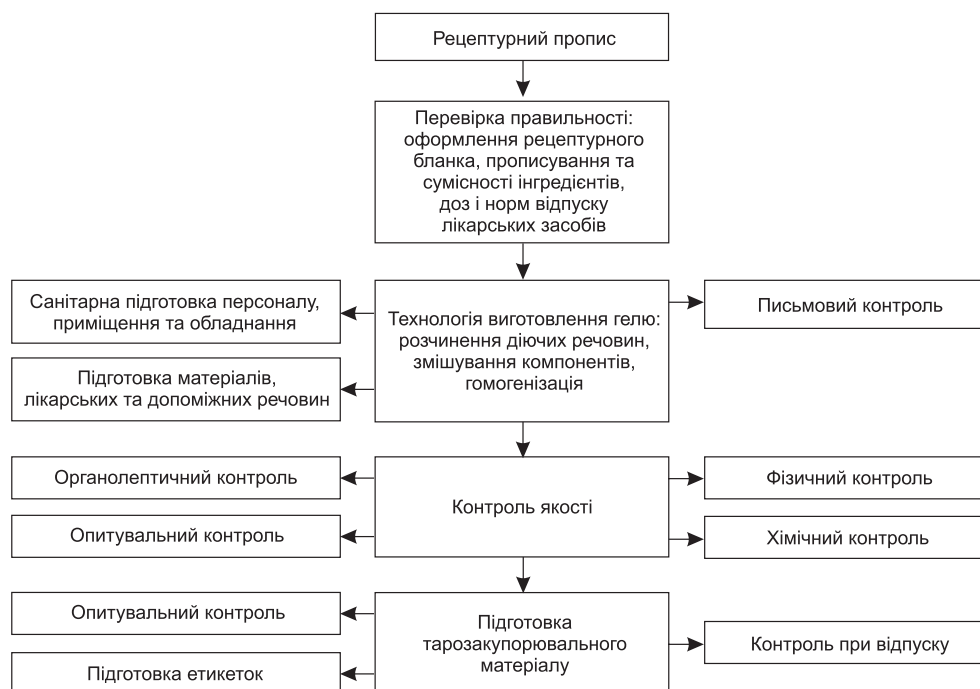 Рецептурний пропис
Перевірка правильності:
оформлення рецептурного
бланка, прописування та
сумісності інгредієнтів,
доз і норм відпуску
лікарських засобів
Санітарна підготовка персоналу,
приміщення та обладнання
Підготовка матеріалів,
лікарських та допоміжних речовин
Технологія виготовлення гелю:
розчинення діючих речовин,
змішування компонентів,
гомогенізація
Письмовий контроль
Органолептичний контроль
Опитувальний контроль
Контроль якості
Фізичний контроль
Хімічний контроль
Опитувальний контроль
Підготовка етикеток
Підготовка
тарозакупорювального
матеріалу
Контроль при відпуску